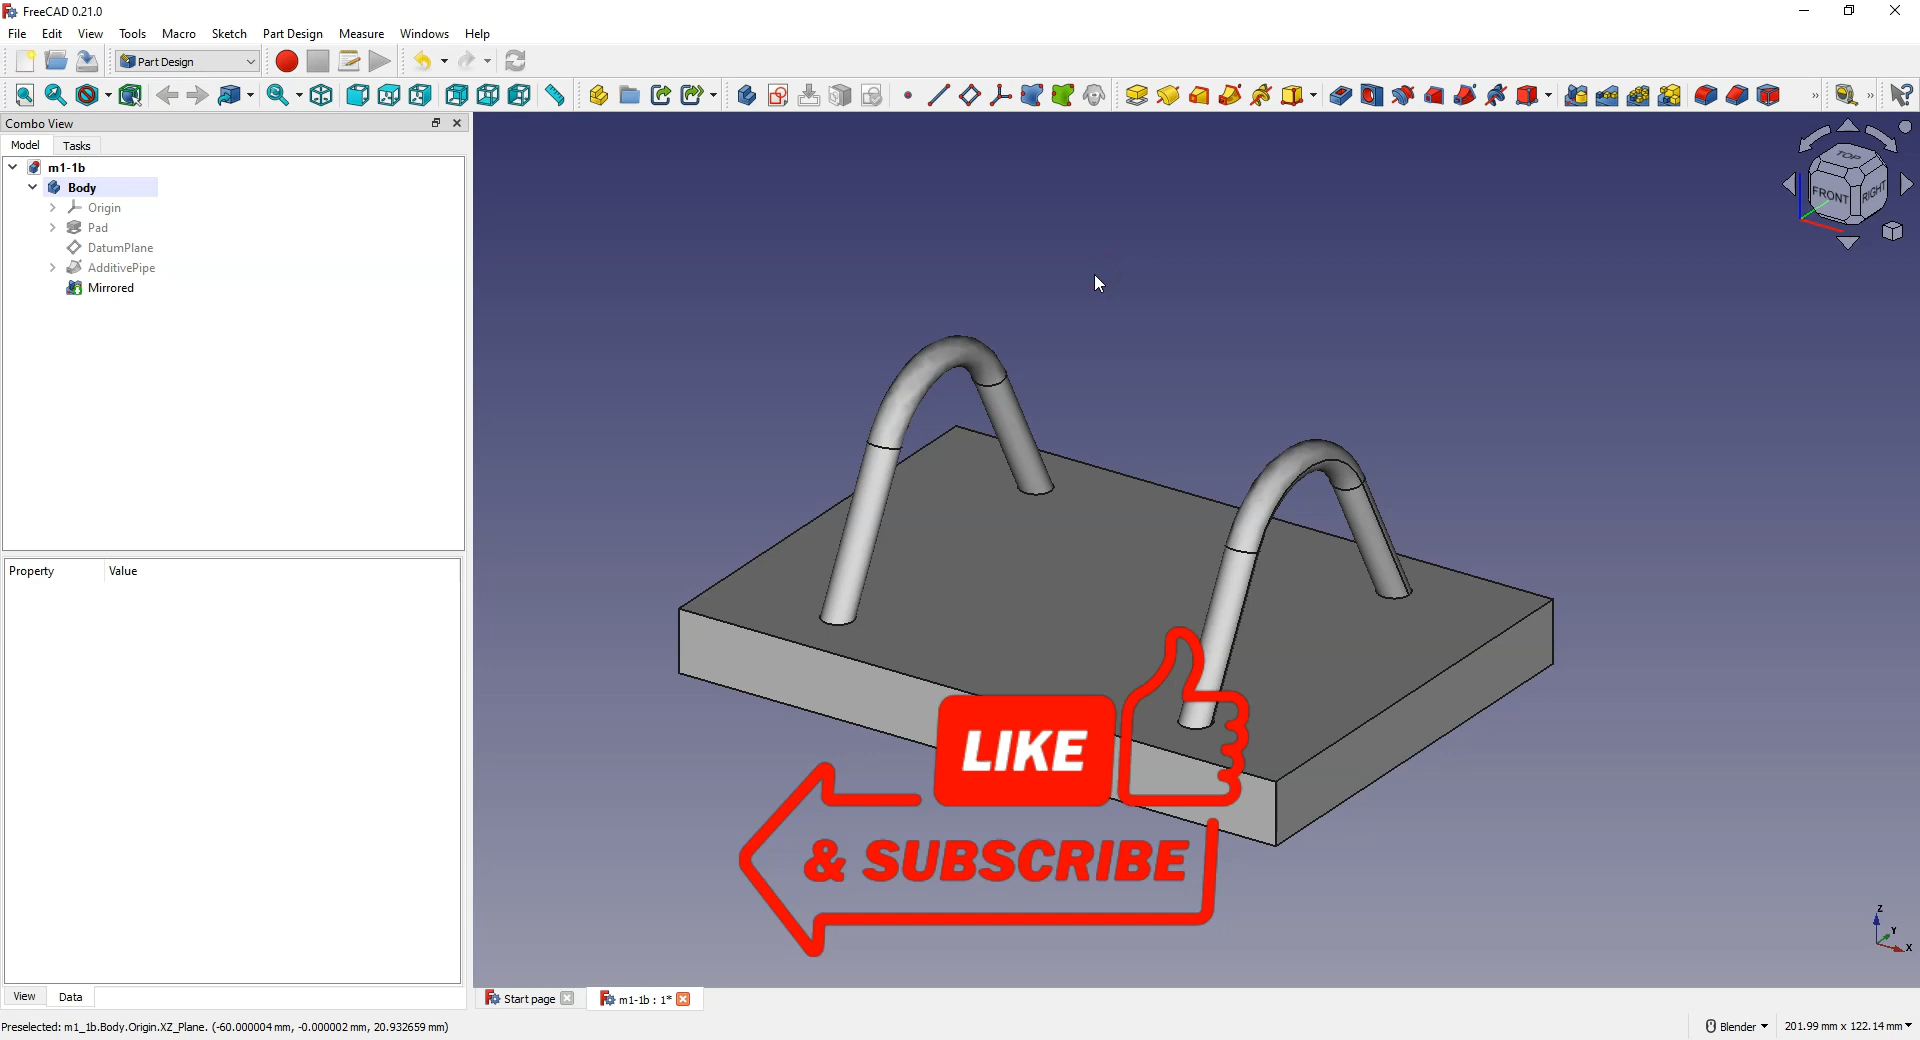 FreeCAD 0.21.0
File Edit View Tools Macro Sketch Part Design Measure Windows Help
Part Design
Combo View
Model Tasks
m1-1b
Body
Origin
Pad
DatumPlane
AdditivePipe
Mirrored
TOP
FRONT
RIGHT
LIKE
& SUBSCRIBE
Property Value
Z
Y
X
View Data
Start page
m1-1b : 1*
Preselected: m1_1b.Body.Origin.XZ_Plane. (-60.000004 mm, -0.000002 mm, 20.932659 mm)
Blender
201.99 mm x 122.14 mm